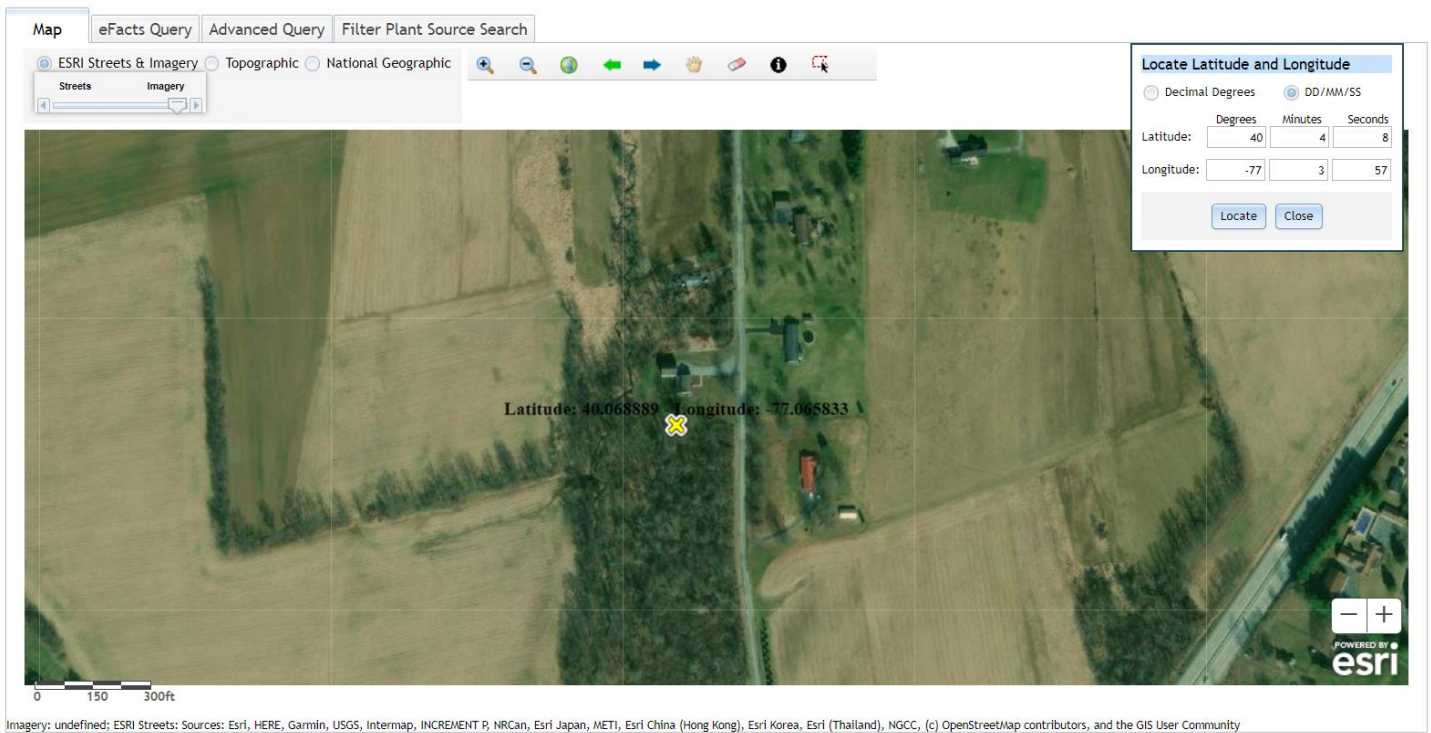 Map eFacts Query Advanced Query Filter Plant Source Search
ESRI Streets & Imagery Topographic National Geographic
Streets Imagery
Locate Latitude and Longitude
Decimal Degrees DD/MM/SS
Degrees Minutes Seconds
Latitude: 40 4 8
Longitude: -77 3 57
Locate Close
Latitude: 40.068889 - Longitude: -77.065833
POWERED BY
esri
0 150 300ft
Imagery: undefined; ESRI Streets: Sources: Esri, HERE, Garmin, USGS, Intermap, INCREMENT P, NRCan, Esri Japan, METI, Esri China (Hong Kong), Esri Korea, Esri (Thailand), NGCC, (c) OpenStreetMap contributors, and the GIS User Community